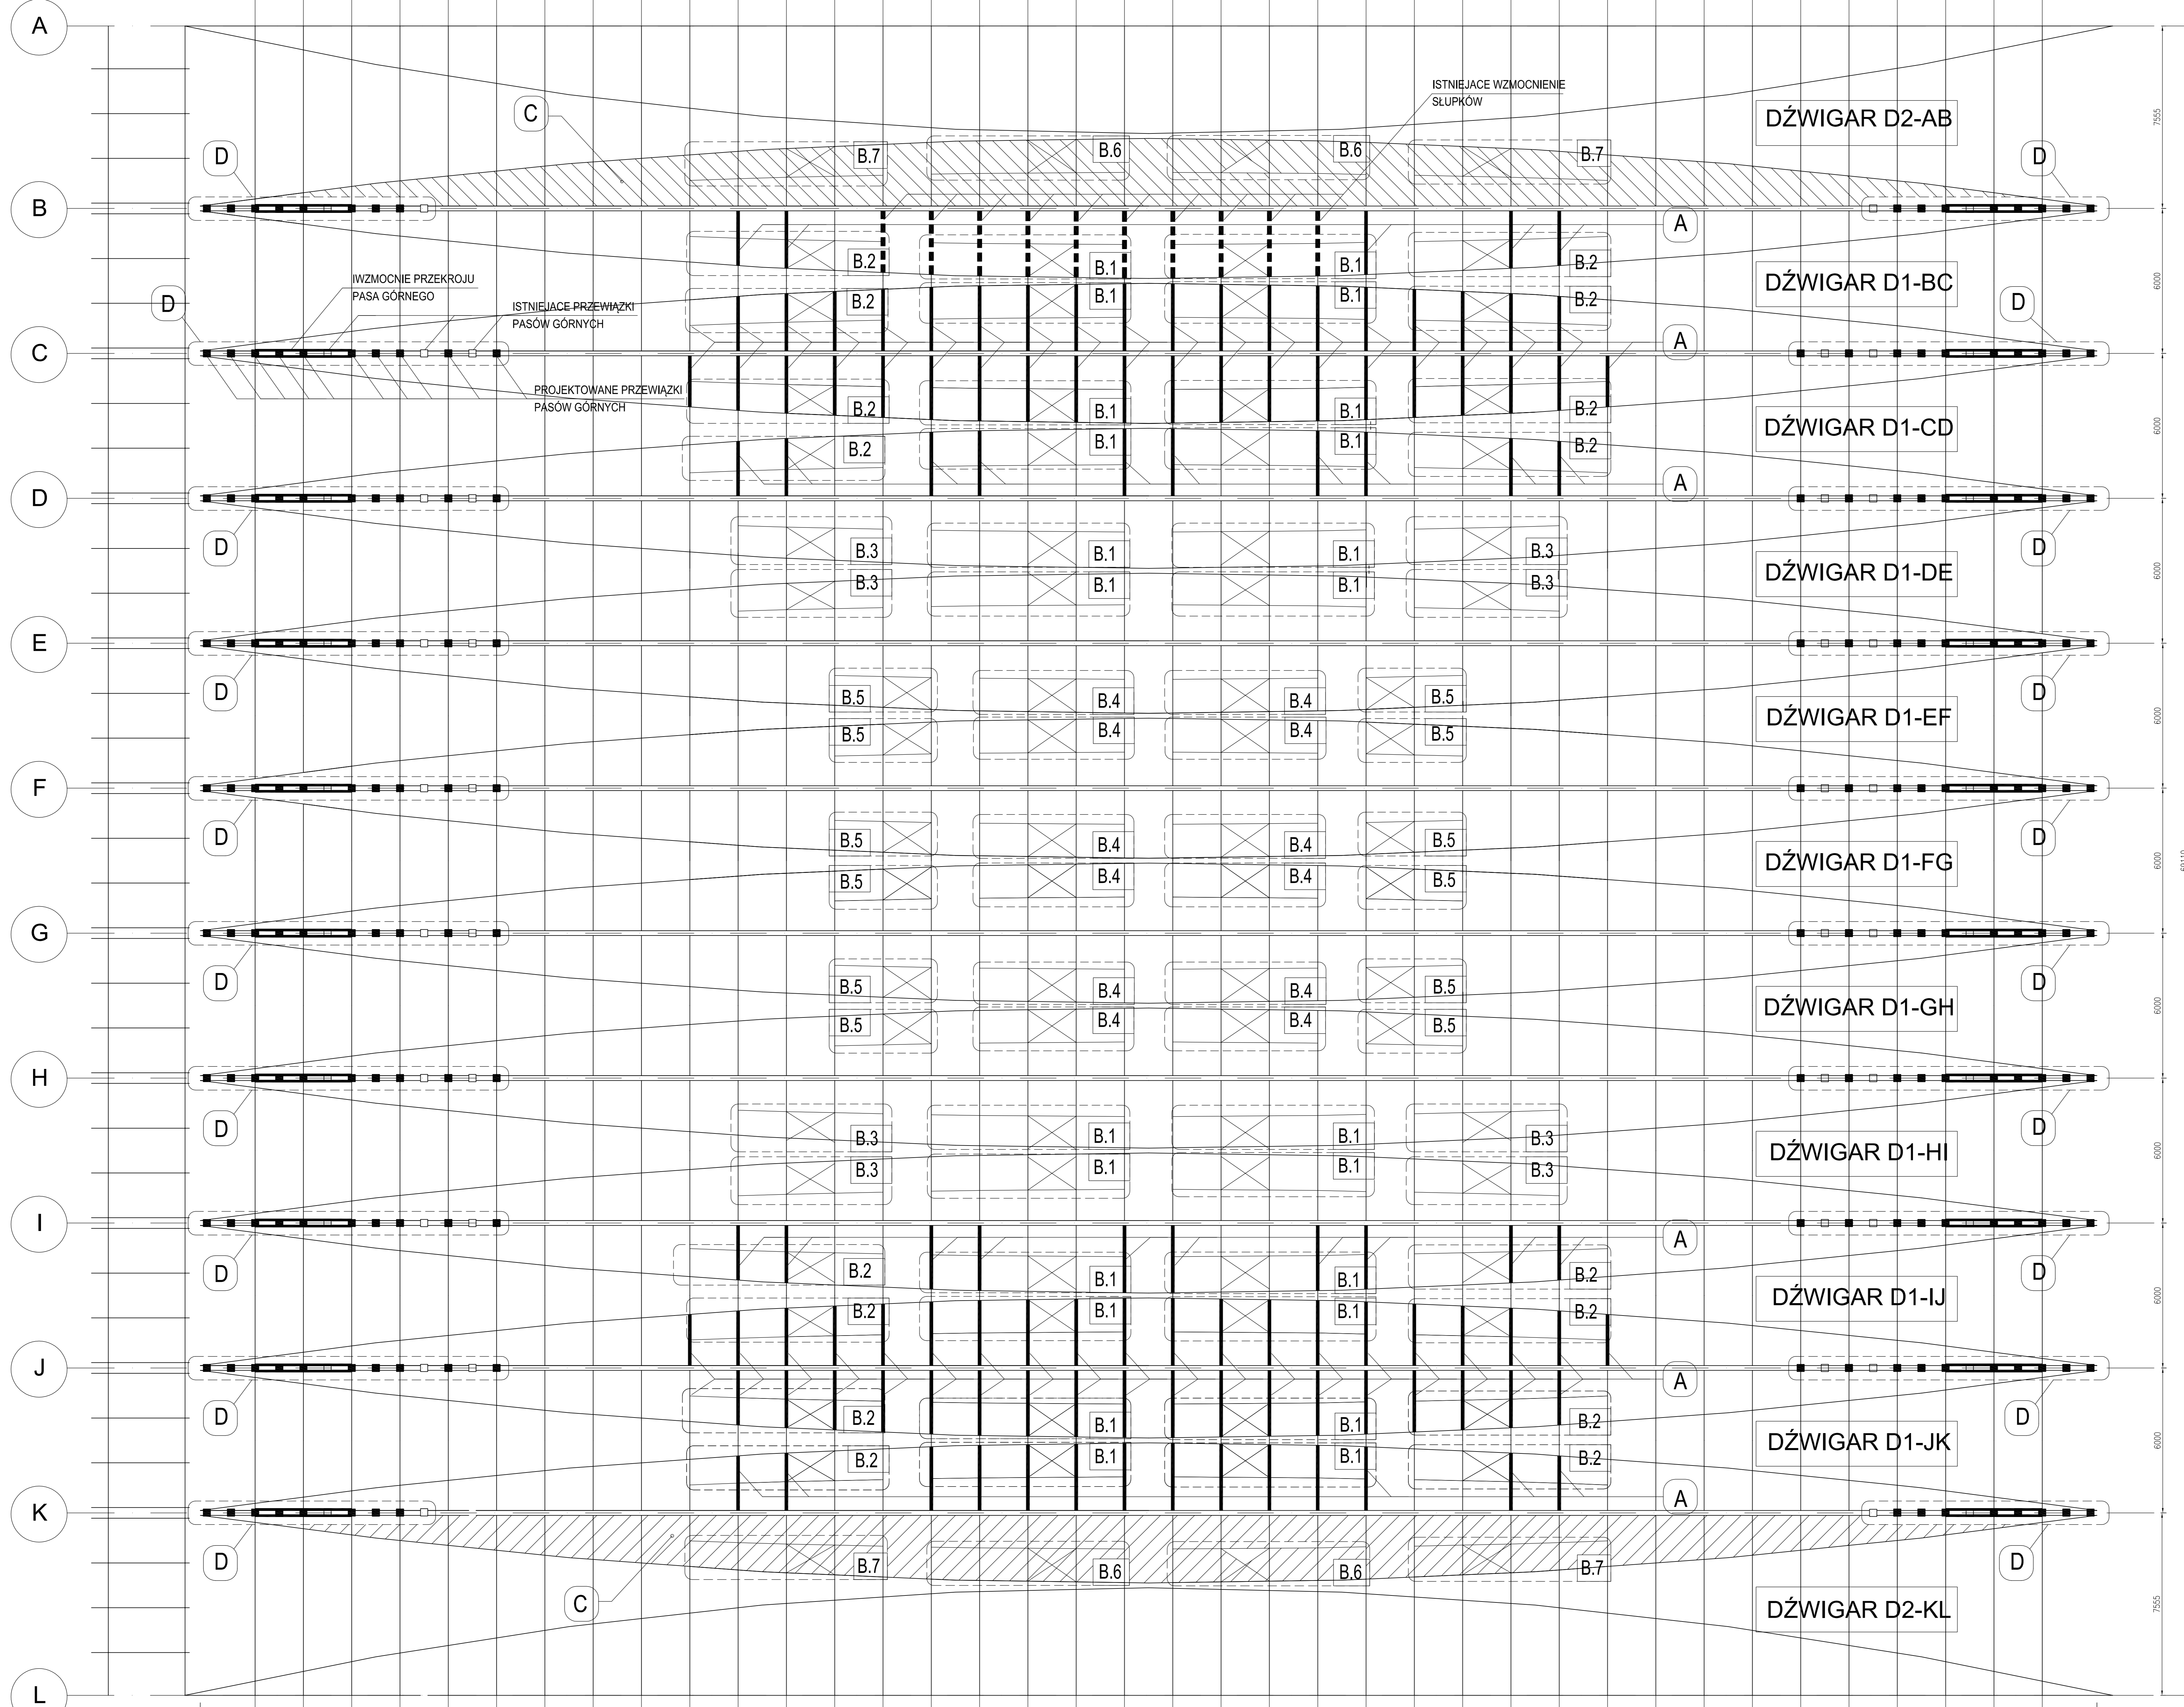 A
ISTNIEJACE WZMOCNIENIE
SŁUPKÓW
C
DŹWIGAR D2-AB
7555
D
B.7
B.6
B.6
B.7
D
B
A
B.2
B.1
B.1
B.2
IWZMOCNIE PRZEKROJU
PASA GÓRNEGO
DŹWIGAR D1-BC
6000
D
ISTNIEJACE PRZEWIĄZKI
PASÓW GÓRNYCH
B.2
B.1
B.1
B.2
D
C
A
PROJEKTOWANE PRZEWIĄZKI
PASÓW GÓRNYCH
B.2
B.1
B.1
B.2
DŹWIGAR D1-CD
6000
B.2
B.1
B.1
B.2
A
D
D
B.3
B.1
B.1
B.3
D
DŹWIGAR D1-DE
6000
B.3
B.1
B.1
B.3
E
D
B.5
B.4
B.4
B.5
D
DŹWIGAR D1-EF
6000
B.5
B.4
B.4
B.5
F
D
B.5
B.4
B.4
B.5
D
DŹWIGAR D1-FG
6000
69110
B.5
B.4
B.4
B.5
G
D
B.5
B.4
B.4
B.5
D
DŹWIGAR D1-GH
6000
B.5
B.4
B.4
B.5
H
D
B.3
B.1
B.1
B.3
D
DŹWIGAR D1-HI
6000
B.3
B.1
B.1
B.3
I
A
D
B.2
B.1
B.1
B.2
D
DŹWIGAR D1-IJ
6000
B.2
B.1
B.1
B.2
J
A
D
B.2
B.1
B.1
B.2
D
DŹWIGAR D1-JK
6000
B.2
B.1
B.1
B.2
A
K
D
B.7
B.6
B.6
B.7
D
C
DŹWIGAR D2-KL
7555
L